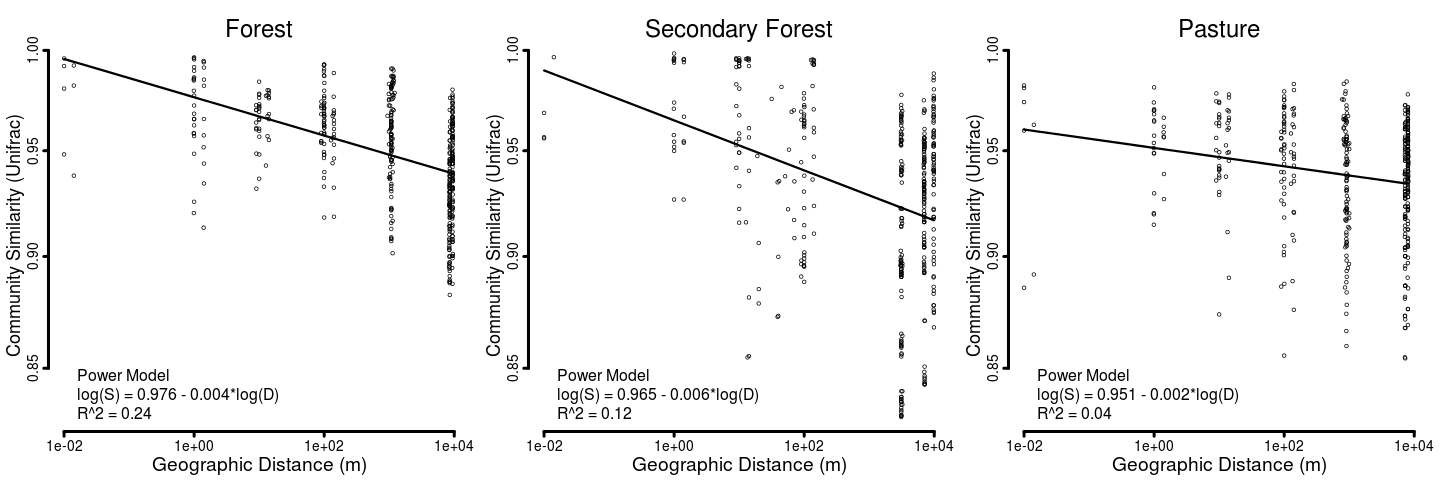 Forest
Community Similarity (Unifrac)
1.00
0.95
0.90
0.85
Power Model
log(S) = 0.976 - 0.004*log(D)
R^2 = 0.24
1e-02 1e+00 1e+02 1e+04
Geographic Distance (m)
Secondary Forest
Community Similarity (Unifrac)
1.00
0.95
0.90
0.85
Power Model
log(S) = 0.965 - 0.006*log(D)
R^2 = 0.12
1e-02 1e+00 1e+02 1e+04
Geographic Distance (m)
Pasture
Community Similarity (Unifrac)
1.00
0.95
0.90
0.85
Power Model
log(S) = 0.951 - 0.002*log(D)
R^2 = 0.04
1e-02 1e+00 1e+02 1e+04
Geographic Distance (m)